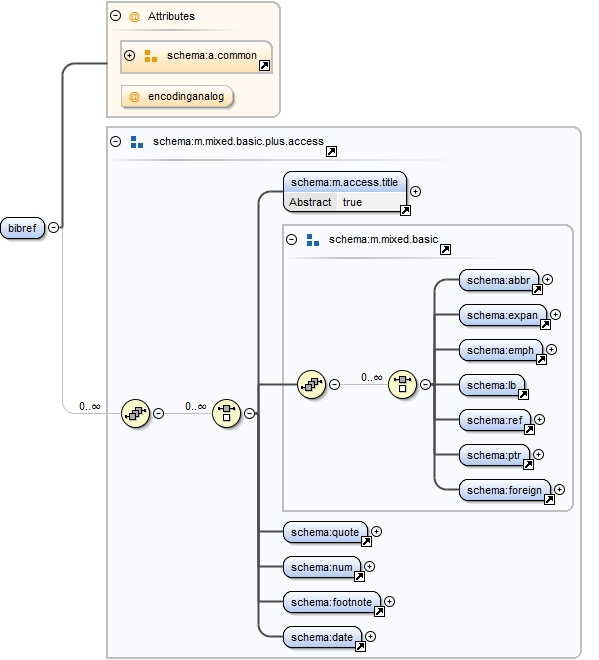 Attributes
schema:a.common
encodinganalog
schema:m.mixed.basic.plus.access
schema:m.access.title
Abstract true
bibref
schema:m.mixed.basic
schema:abbr
schema:expan
schema:emph
0..∞
schema:lb
0..∞
0..∞
schema:ref
schema:ptr
schema:foreign
schema:quote
schema:num
schema:footnote
schema:date